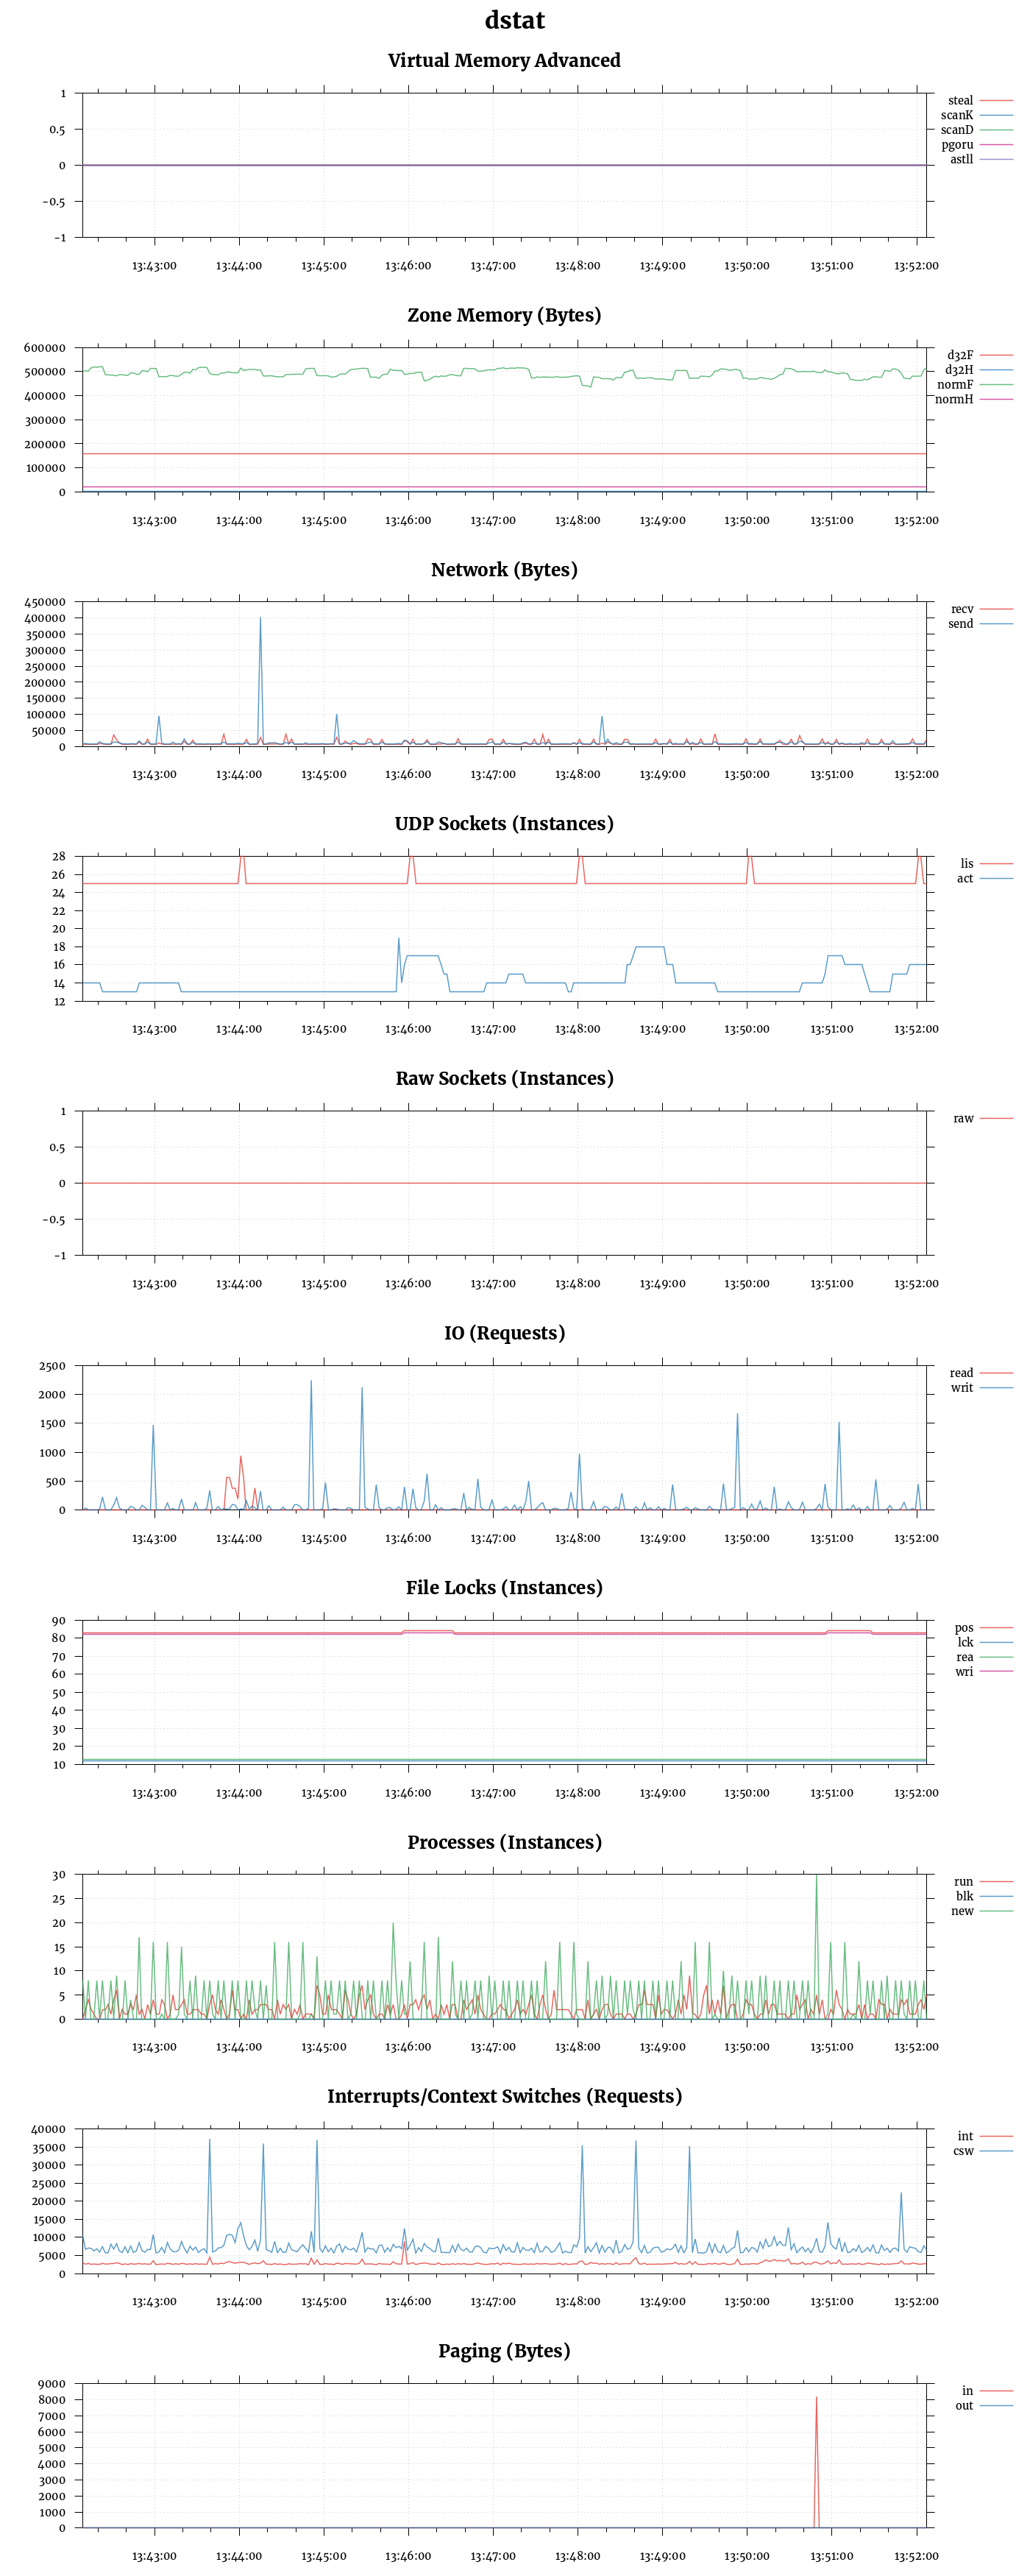 dstat
Virtual Memory Advanced
1
0.5
0
-0.5
-1
13:43:00 13:44:00 13:45:00 13:46:00 13:47:00 13:48:00 13:49:00 13:50:00 13:51:00 13:52:00
steal
scanK
scanD
pgoru
astll
Zone Memory (Bytes)
600000
500000
400000
300000
200000
100000
0
13:43:00 13:44:00 13:45:00 13:46:00 13:47:00 13:48:00 13:49:00 13:50:00 13:51:00 13:52:00
d32F
d32H
normF
normH
Network (Bytes)
450000
400000
350000
300000
250000
200000
150000
100000
50000
0
13:43:00 13:44:00 13:45:00 13:46:00 13:47:00 13:48:00 13:49:00 13:50:00 13:51:00 13:52:00
recv
send
UDP Sockets (Instances)
28
26
24
22
20
18
16
14
12
13:43:00 13:44:00 13:45:00 13:46:00 13:47:00 13:48:00 13:49:00 13:50:00 13:51:00 13:52:00
lis
act
Raw Sockets (Instances)
1
0.5
0
-0.5
-1
13:43:00 13:44:00 13:45:00 13:46:00 13:47:00 13:48:00 13:49:00 13:50:00 13:51:00 13:52:00
raw
IO (Requests)
2500
2000
1500
1000
500
0
13:43:00 13:44:00 13:45:00 13:46:00 13:47:00 13:48:00 13:49:00 13:50:00 13:51:00 13:52:00
read
writ
File Locks (Instances)
90
80
70
60
50
40
30
20
10
13:43:00 13:44:00 13:45:00 13:46:00 13:47:00 13:48:00 13:49:00 13:50:00 13:51:00 13:52:00
pos
lck
rea
wri
Processes (Instances)
30
25
20
15
10
5
0
13:43:00 13:44:00 13:45:00 13:46:00 13:47:00 13:48:00 13:49:00 13:50:00 13:51:00 13:52:00
run
blk
new
Interrupts/Context Switches (Requests)
40000
35000
30000
25000
20000
15000
10000
5000
0
13:43:00 13:44:00 13:45:00 13:46:00 13:47:00 13:48:00 13:49:00 13:50:00 13:51:00 13:52:00
int
csw
Paging (Bytes)
9000
8000
7000
6000
5000
4000
3000
2000
1000
0
13:43:00 13:44:00 13:45:00 13:46:00 13:47:00 13:48:00 13:49:00 13:50:00 13:51:00 13:52:00
in
out